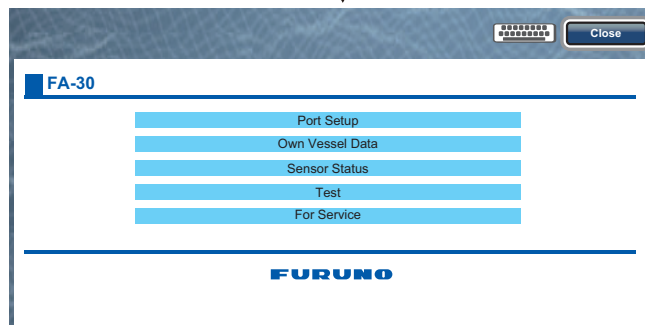 Close
FA-30
Port Setup
Own Vessel Data
Sensor Status
Test
For Service
FURUNO